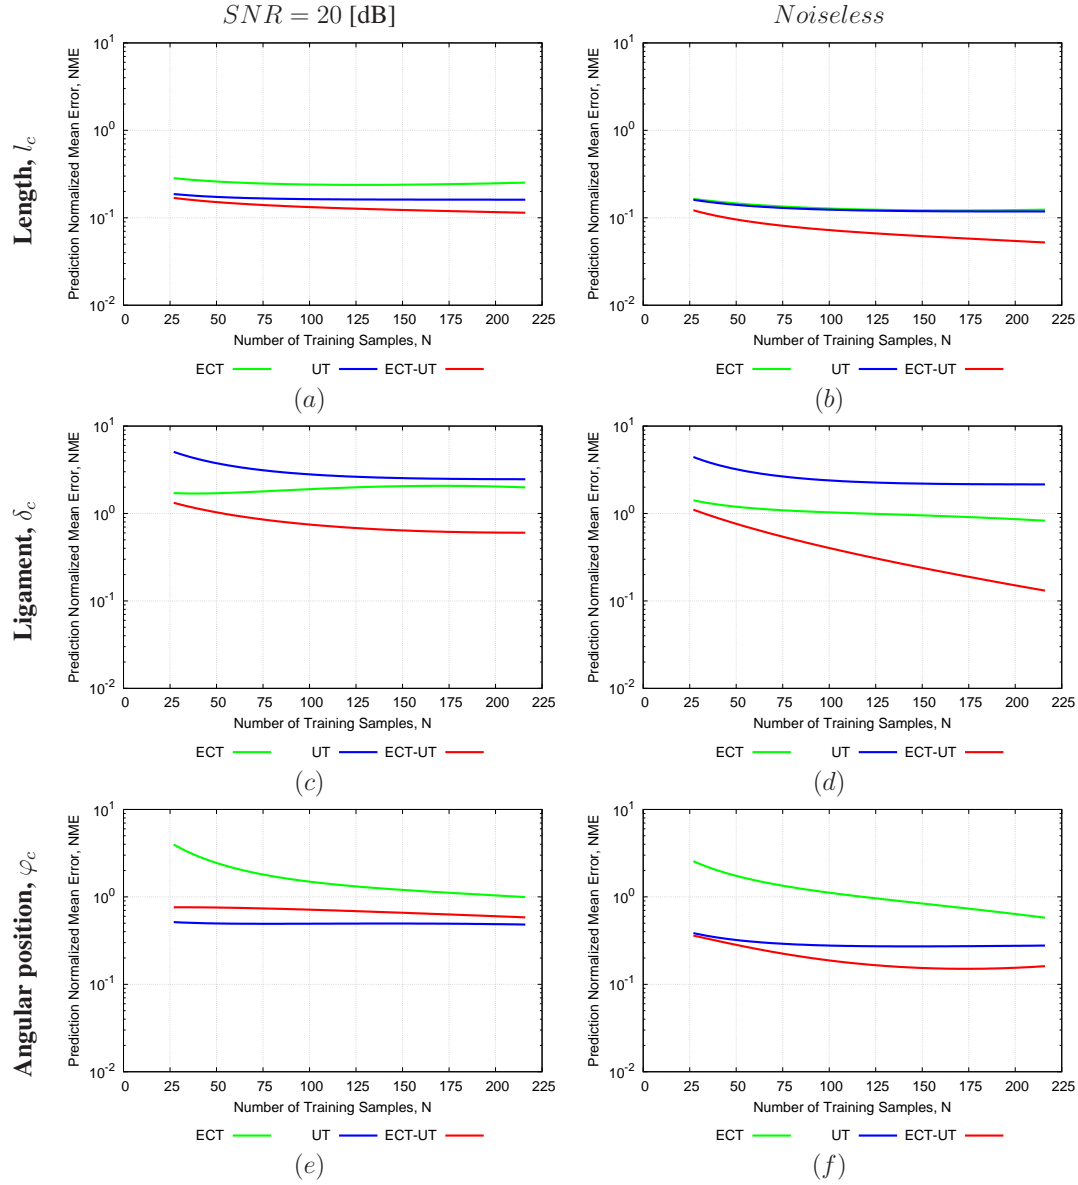 SNR = 20 [dB]
Noiseless
Length, l_c
Prediction Normalized Mean Error, NME
10^1
10^0
10^-1
10^-2
0 25 50 75 100 125 150 175 200 225
Number of Training Samples, N
ECT UT ECT-UT
(a)
Prediction Normalized Mean Error, NME
10^1
10^0
10^-1
10^-2
0 25 50 75 100 125 150 175 200 225
Number of Training Samples, N
ECT UT ECT-UT
(b)
Ligament, δ_c
Prediction Normalized Mean Error, NME
10^1
10^0
10^-1
10^-2
0 25 50 75 100 125 150 175 200 225
Number of Training Samples, N
ECT UT ECT-UT
(c)
Prediction Normalized Mean Error, NME
10^1
10^0
10^-1
10^-2
0 25 50 75 100 125 150 175 200 225
Number of Training Samples, N
ECT UT ECT-UT
(d)
Angular position, φ_c
Prediction Normalized Mean Error, NME
10^1
10^0
10^-1
10^-2
0 25 50 75 100 125 150 175 200 225
Number of Training Samples, N
ECT UT ECT-UT
(e)
Prediction Normalized Mean Error, NME
10^1
10^0
10^-1
10^-2
0 25 50 75 100 125 150 175 200 225
Number of Training Samples, N
ECT UT ECT-UT
(f)